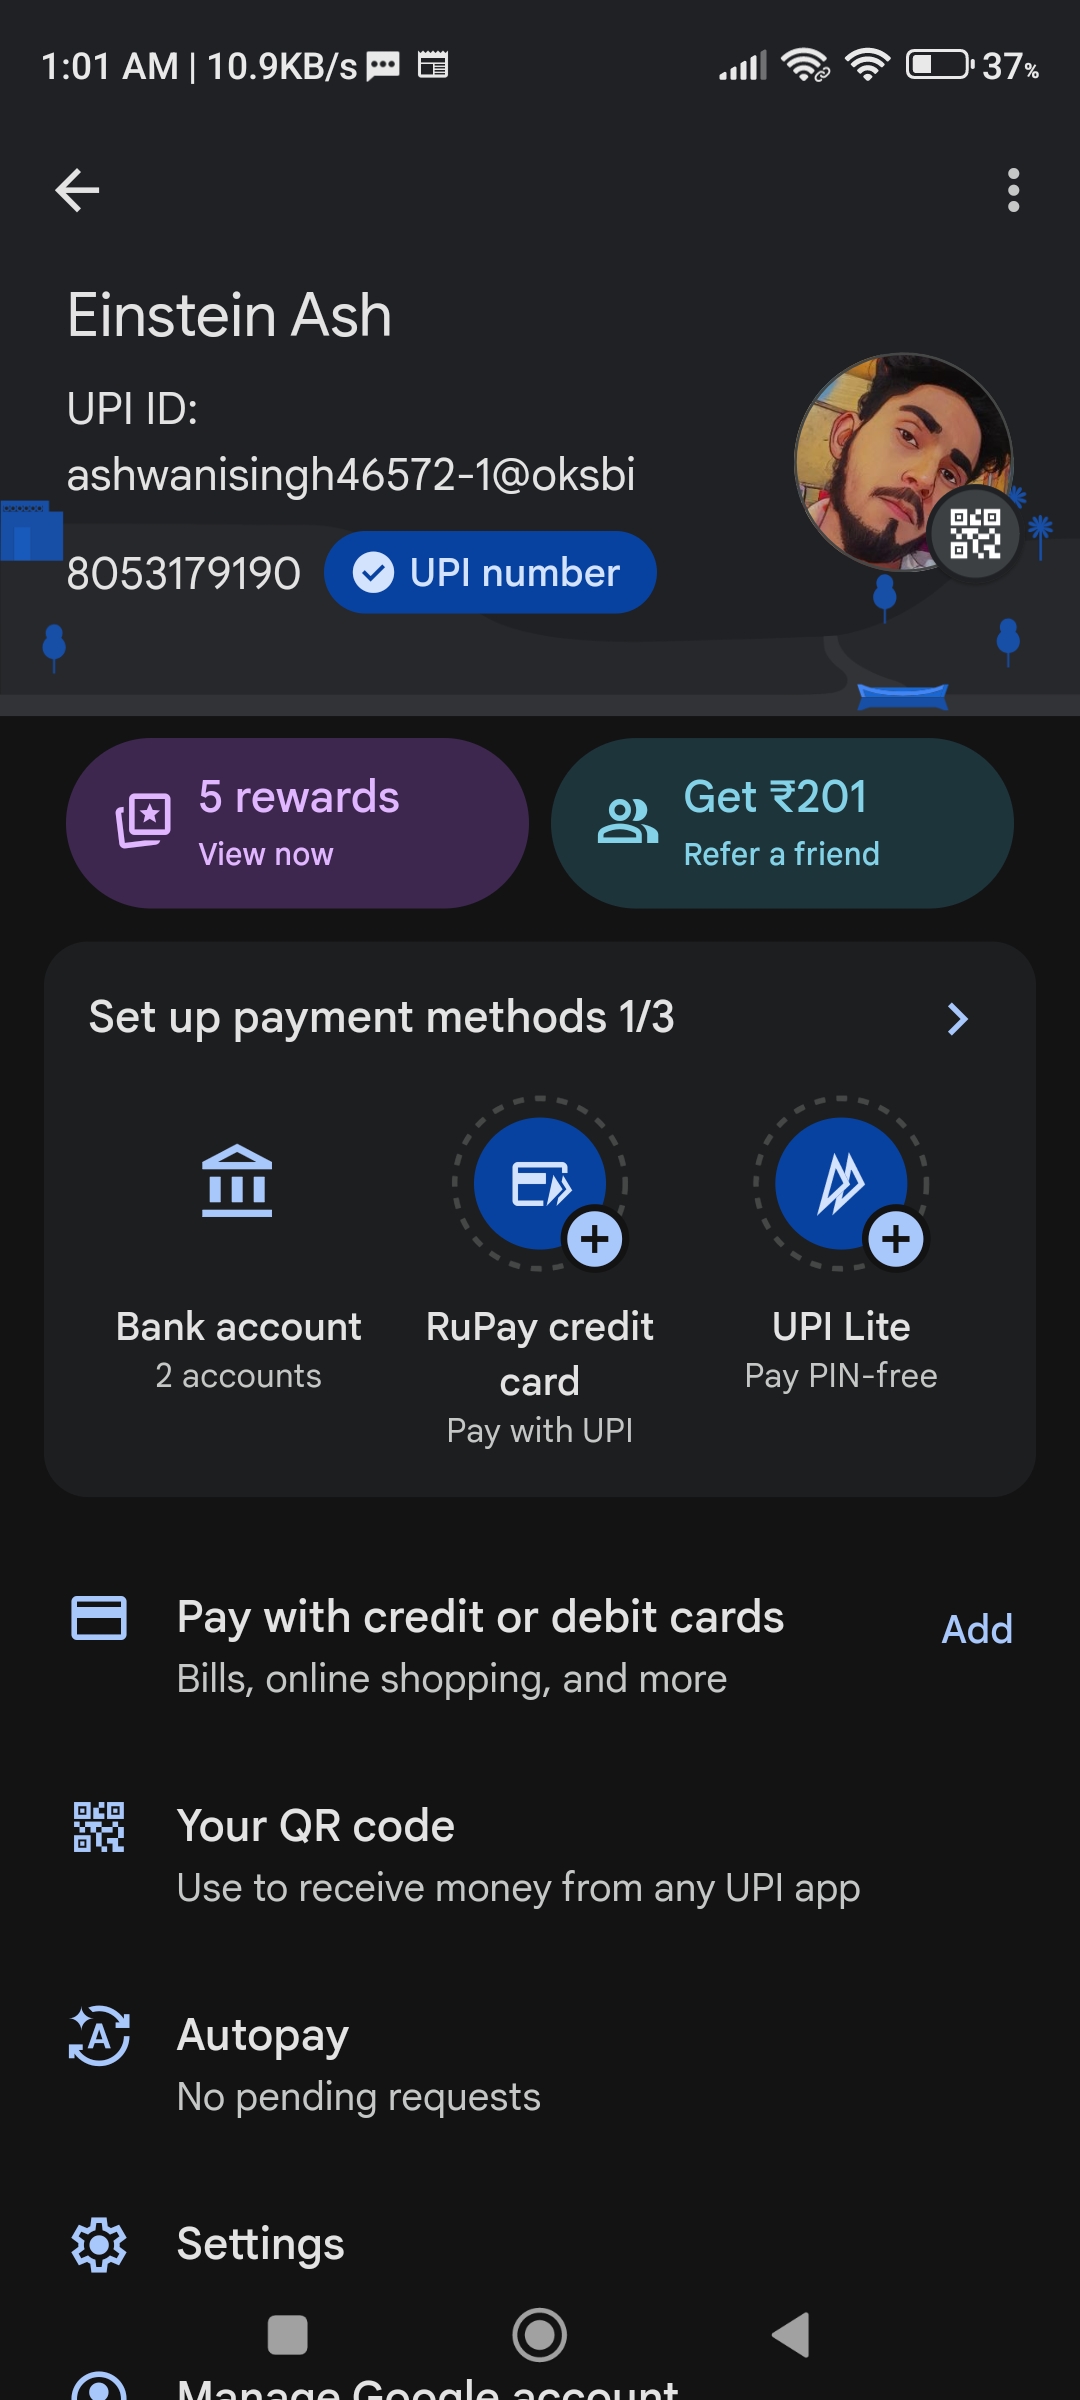 1:01 AM | 10.9KB/s
37%
Einstein Ash
UPI ID:
ashwanisingh46572-1@oksbi
8053179190 UPI number
5 rewards
View now
Get ₹201
Refer a friend
Set up payment methods 1/3
Bank account
2 accounts
RuPay credit
card
Pay with UPI
UPI Lite
Pay PIN-free
Pay with credit or debit cards
Add
Bills, online shopping, and more
Your QR code
Use to receive money from any UPI app
Autopay
No pending requests
Settings
Manage Google account